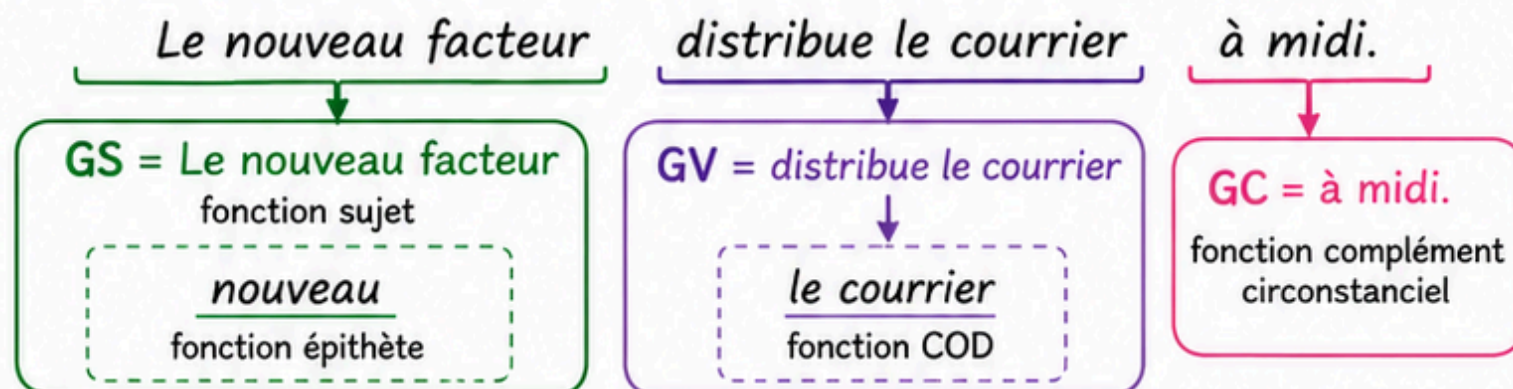 Le nouveau facteur distribue le courrier à midi.
GS = Le nouveau facteur
fonction sujet
nouveau
fonction épithète
GV = distribue le courrier
le courrier
fonction COD
GC = à midi.
fonction complément
circonstanciel